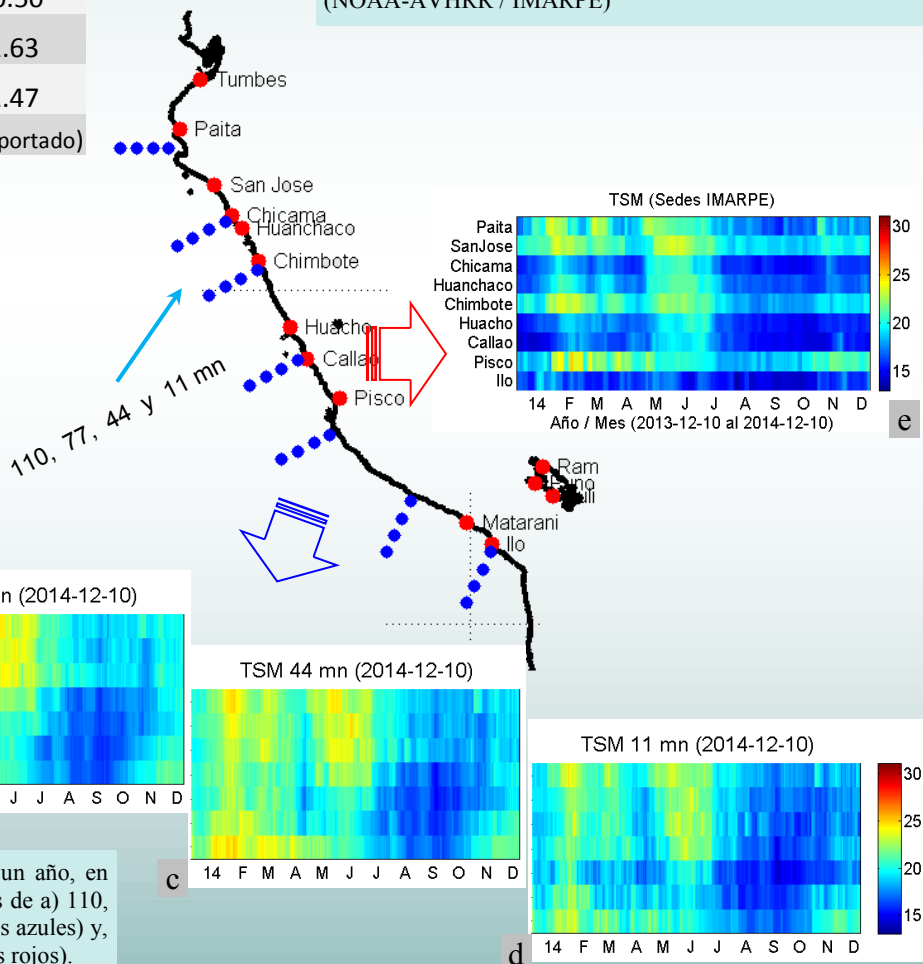 (NOAA-AVHRR / IMARPE)
.63
.47
portado)
Tumbes
Paita
San Jose
Chicama
Huanchaco
Chimbote
Huacho
Callao
Pisco
110, 77, 44 y 11 mn
Ram
Matarani
Ilo
TSM (Sedes IMARPE)
Paita
SanJose
Chicama
Huanchaco
Chimbote
Huacho
Callao
Pisco
Ilo
14 F M A M J J A S O N D
Año / Mes (2013-12-10 al 2014-12-10)
30
25
20
15
e
n (2014-12-10)
J J A S O N D
TSM 44 mn (2014-12-10)
14 F M A M J J A S O N D
c
TSM 11 mn (2014-12-10)
14 F M A M J J A S O N D
30
25
20
15
d
un año, en
s de a) 110,
s azules) y,
s rojos).